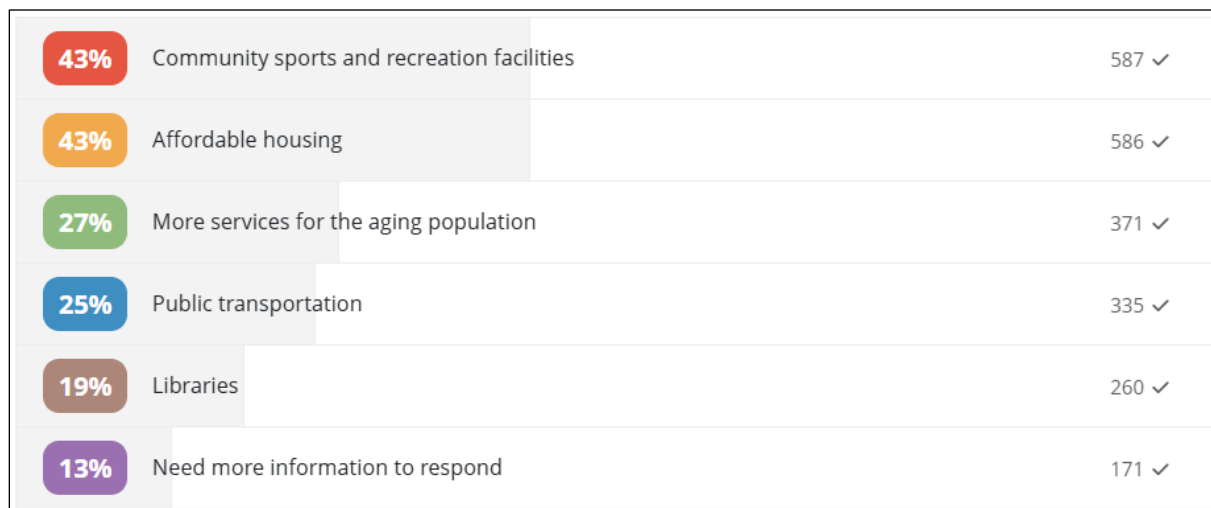 43% Community sports and recreation facilities 587 ✓
43% Affordable housing 586 ✓
27% More services for the aging population 371 ✓
25% Public transportation 335 ✓
19% Libraries 260 ✓
13% Need more information to respond 171 ✓